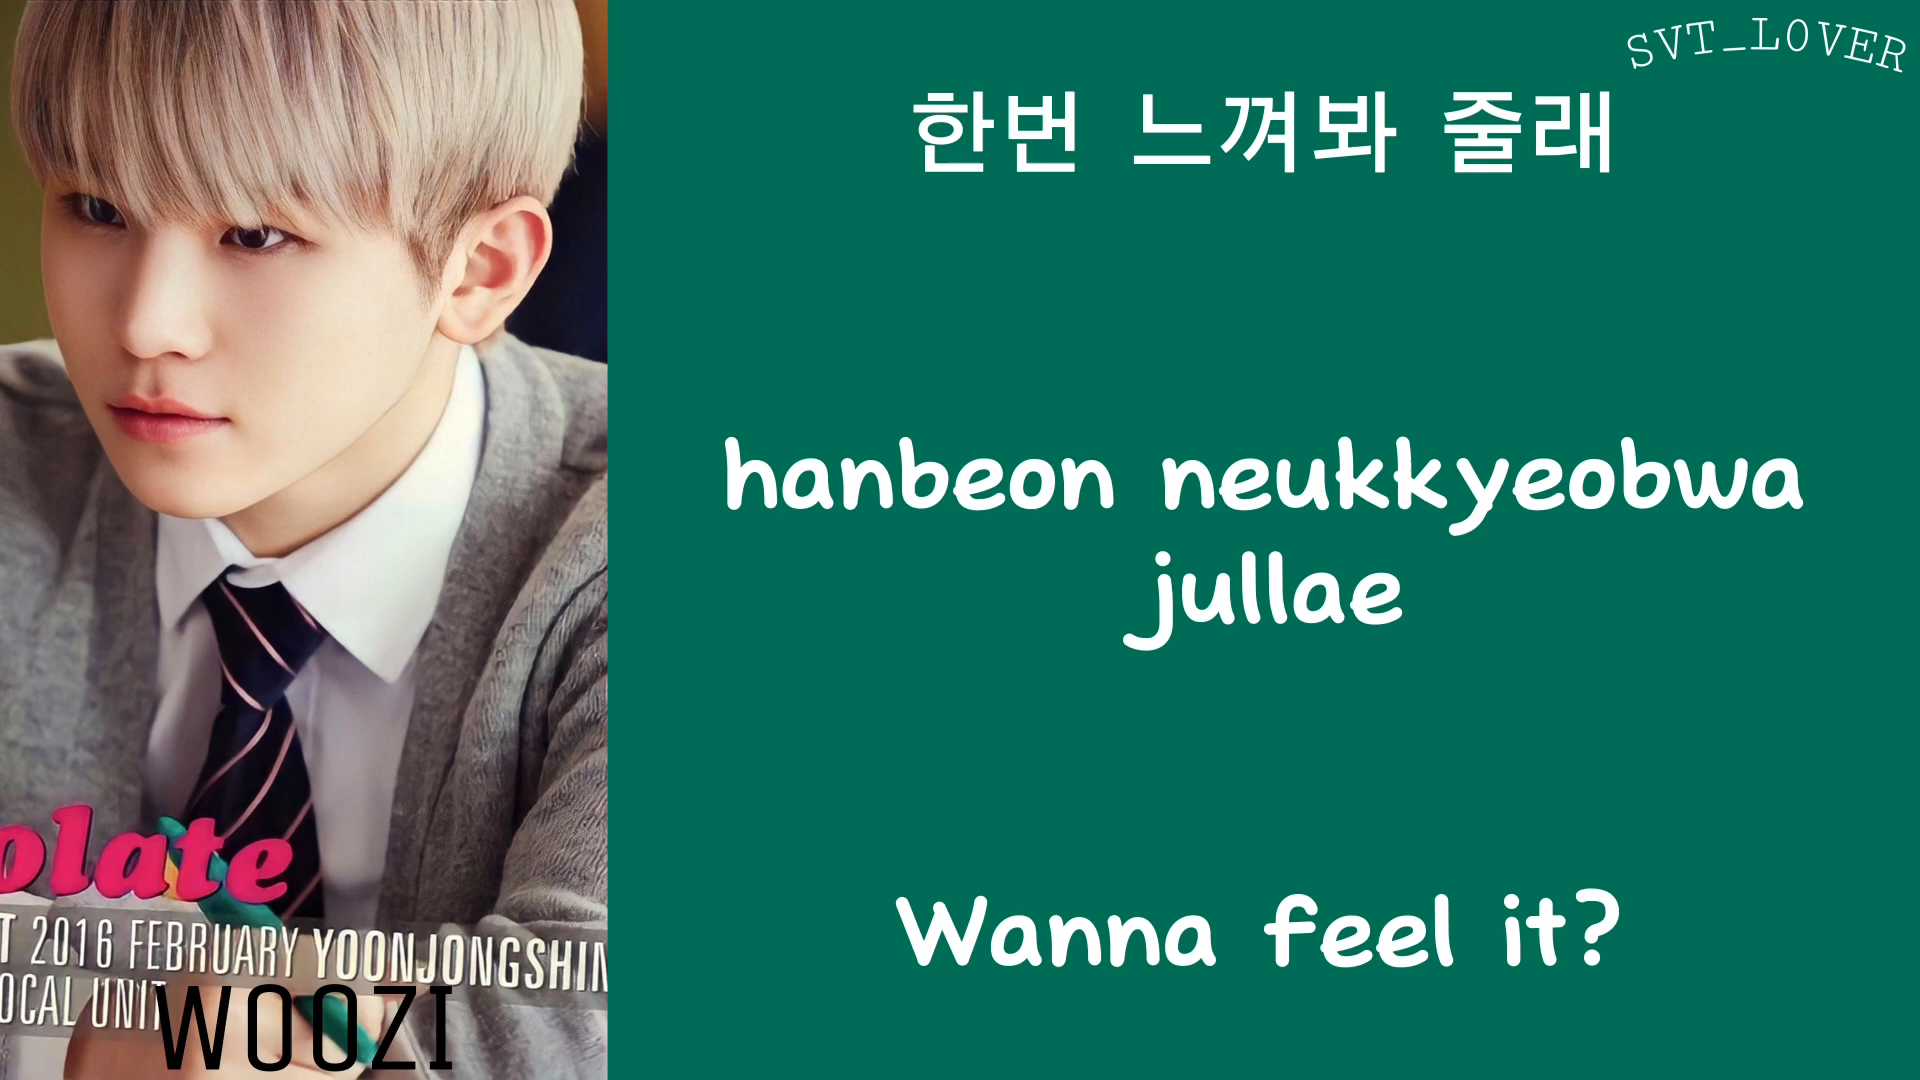 SVT_LOVER
한번 느껴봐 줄래
hanbeon neukkyeobwa
jullae
Wanna feel it?
olate
T 2016 FEBRUARY YOONJONGSHIN
OCAL UNIT
WOOZI